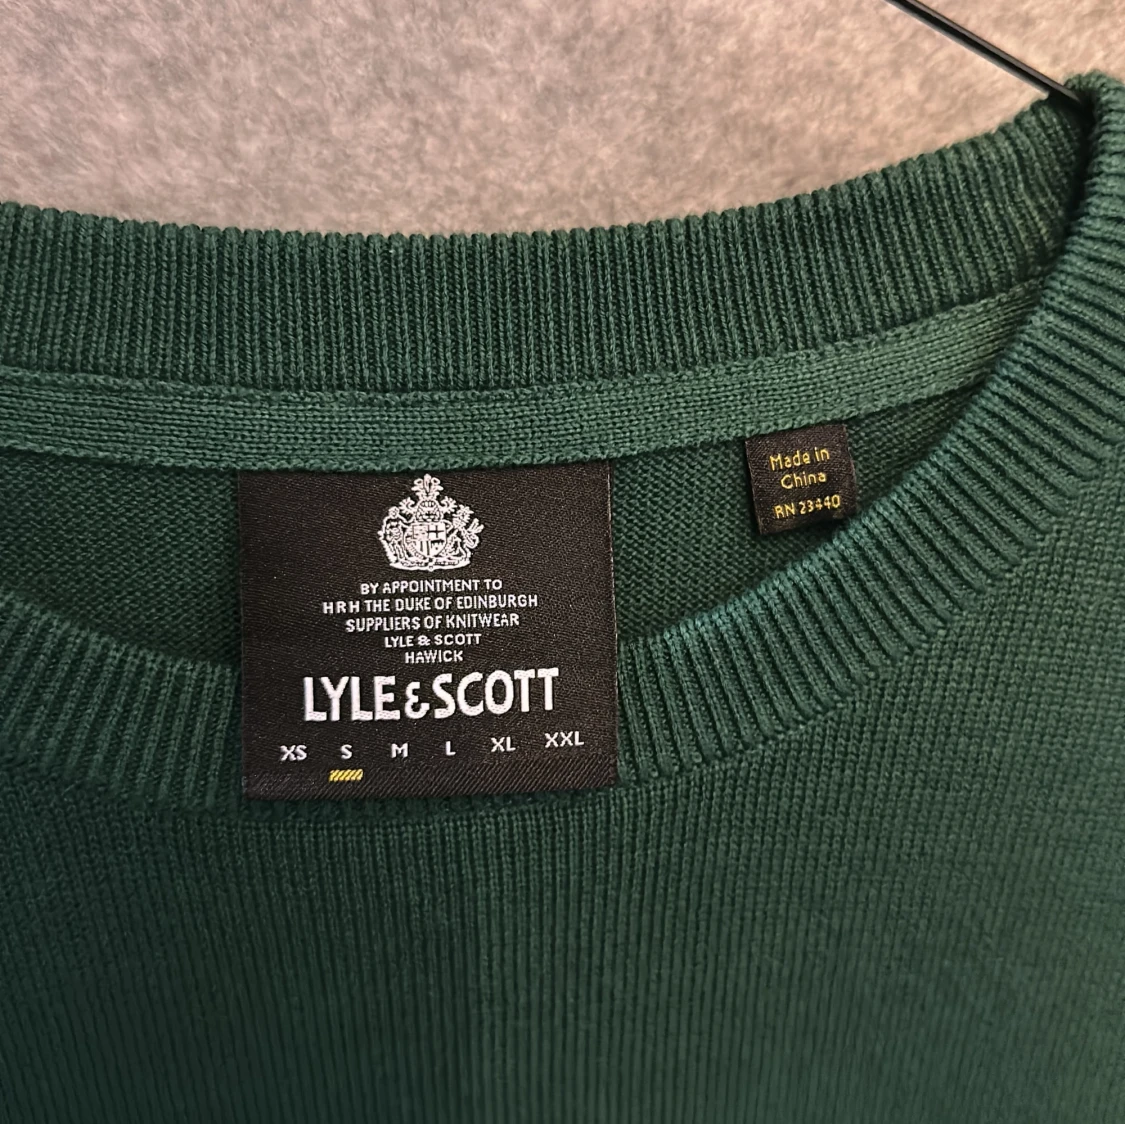 BY APPOINTMENT TO
HRH THE DUKE OF EDINBURGH
SUPPLIERS OF KNITWEAR
LYLE & SCOTT
HAWICK
LYLE & SCOTT
XS S M L XL XXL
Made in
China
RN 23440